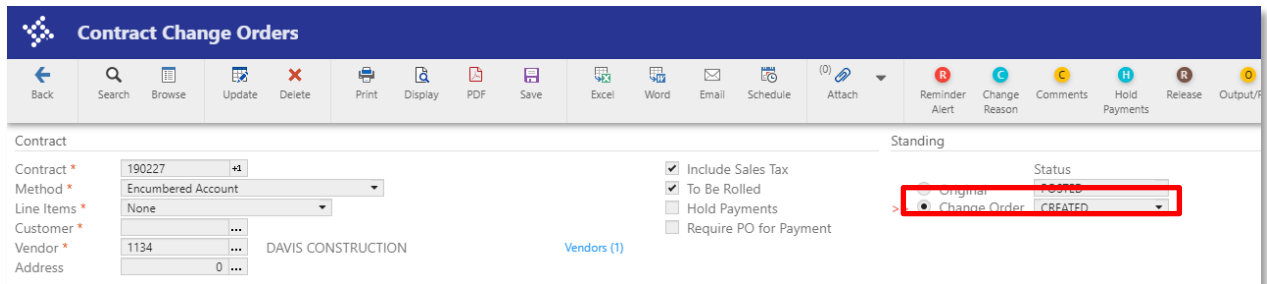 Contract Change Orders
Back Search Browse Update Delete Print Display PDF Save Excel Word Email Schedule (0) Attach R Reminder Alert C Change Reason C Comments H Hold Payments R Release O
Contract Standing
Contract * 190227 +1 Include Sales Tax Status
Method * Encumbered Account To Be Rolled Original POSTED
Line Items * None Hold Payments > Change Order CREATED
Customer * ... Require PO for Payment
Vendor * 1134 ... DAVIS CONSTRUCTION Vendors (1)
Address 0 ...